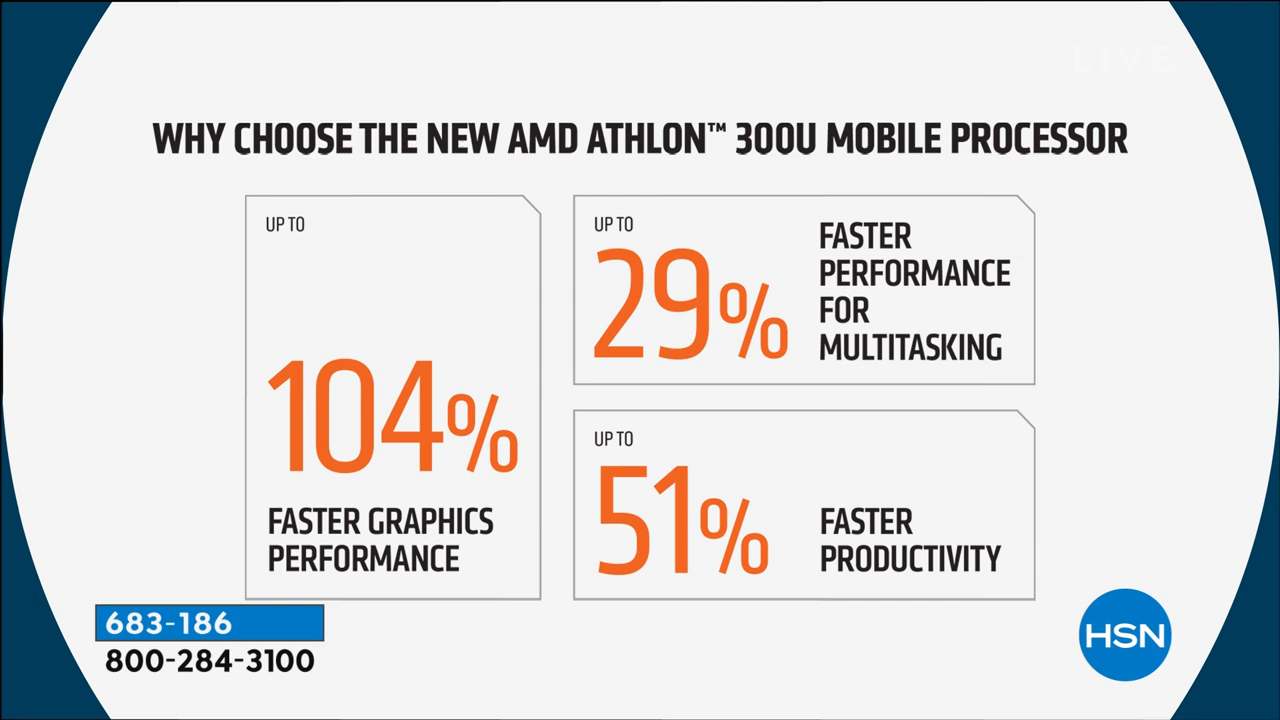 LIVE
WHY CHOOSE THE NEW AMD ATHLON™ 300U MOBILE PROCESSOR
UP TO
104%
FASTER GRAPHICS
PERFORMANCE
UP TO
29%
FASTER
PERFORMANCE
FOR
MULTITASKING
UP TO
51%
FASTER
PRODUCTIVITY
683-186
800-284-3100
HSN